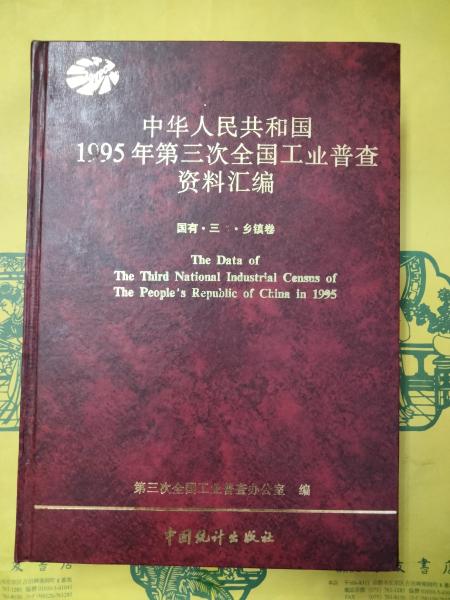 中华人民共和国
1995年第三次全国工业普查
资料汇编
国有·三 ·乡镇卷
The Data of
The Third National Industrial Census of
The People's Republic of China in 1995
第三次全国工业普查办公室 编
中国统计出版社
书店